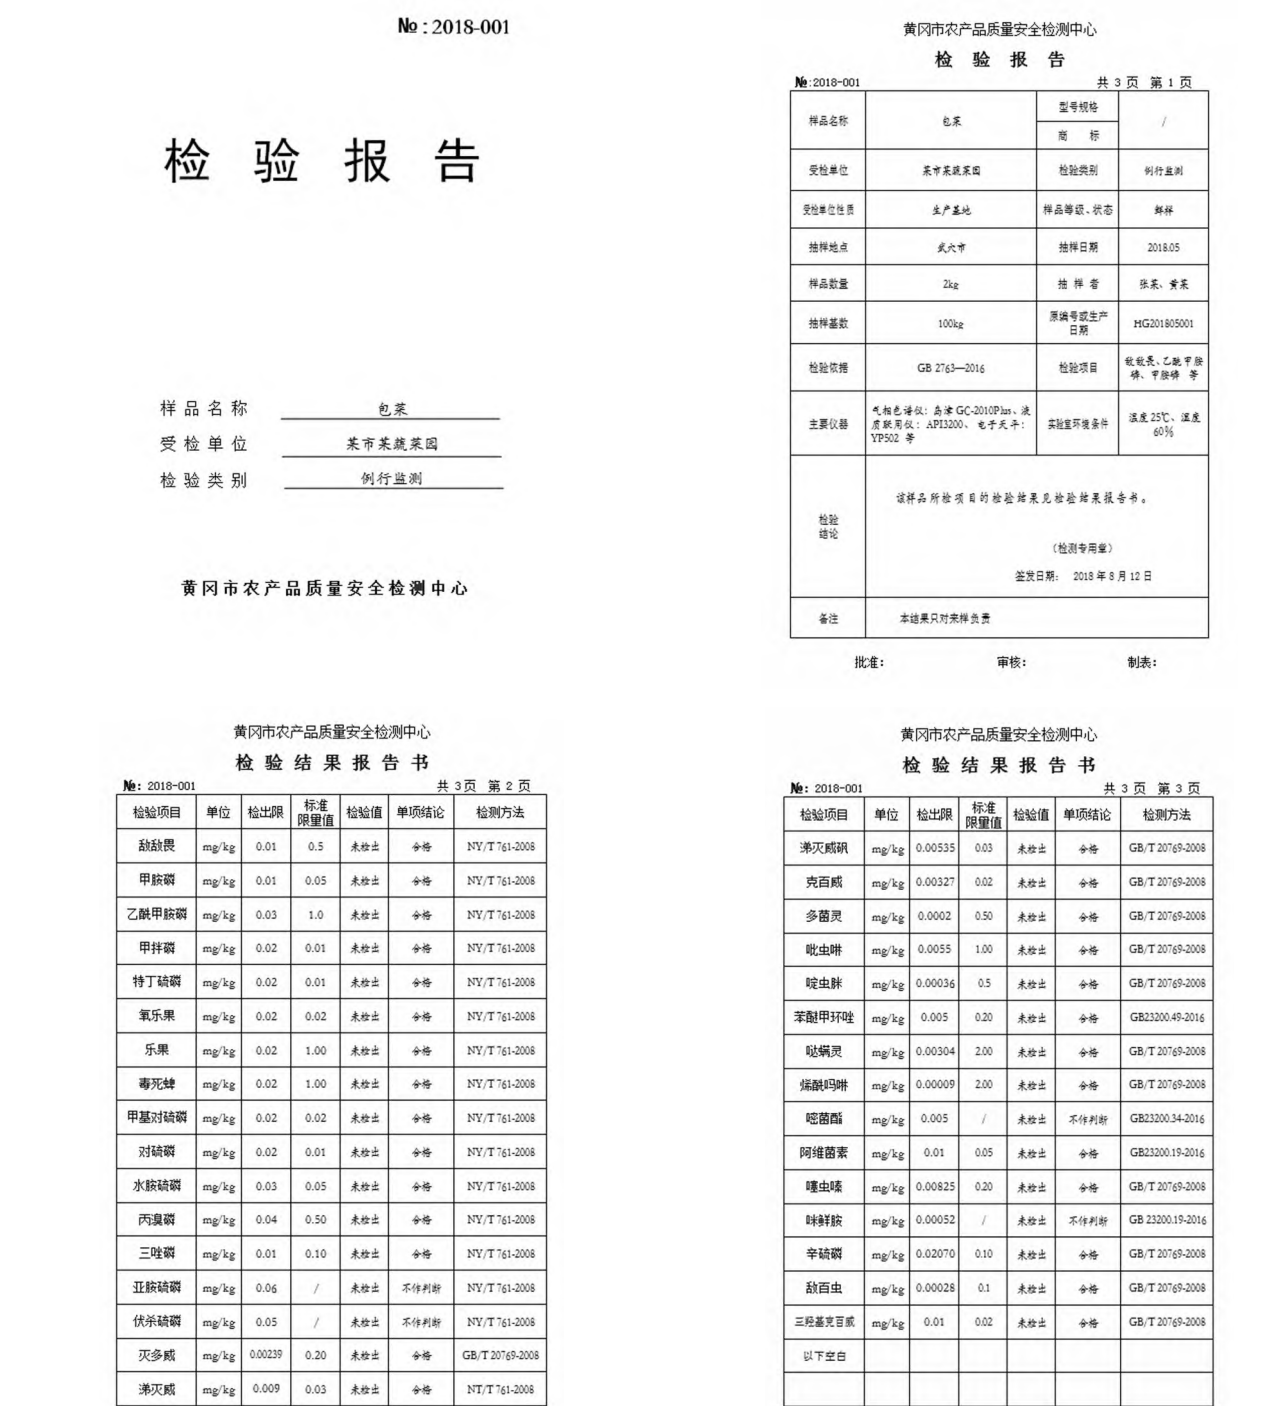 №:2018-001
检 验 报 告
样品名称 包菜
受检单位 某市某蔬菜园
检验类别 例行监测
黄冈市农产品质量安全检测中心
黄冈市农产品质量安全检测中心
检 验 报 告
№:2018-001 共 3 页 第 1 页
样品名称 包菜 型号规格 /
商 标
受检单位 某市某蔬菜园 检验类别 例行监测
受检单位性质 生产基地 样品等级、状态 鲜样
抽样地点 武穴市 抽样日期 2018.05
样品数量 2kg 抽 样 者 张某、黄某
抽样基数 100kg 原编号或生产日期 HG201805001
检验依据 GB 2763—2016 检验项目 敌敌畏、乙酰甲胺磷、甲胺磷 等
主要仪器 气相色谱仪：岛津 GC-2010Plus、液质联用仪：API3200、电子天平：YP502 等 实验室环境条件 温度 25℃、湿度 60%
检验结论 该样品所检项目的检验结果见检验结果报告书。
（检测专用章）
签发日期： 2018 年 8 月 12 日
备注 本结果只对来样负责
批准： 审核： 制表：
黄冈市农产品质量安全检测中心
检 验 结 果 报 告 书
№: 2018-001 共 3页 第 2 页
检验项目 单位 检出限 标准限量值 检验值 单项结论 检测方法
敌敌畏 mg/kg 0.01 0.5 未检出 合格 NY/T 761-2008
甲胺磷 mg/kg 0.01 0.05 未检出 合格 NY/T 761-2008
乙酰甲胺磷 mg/kg 0.03 1.0 未检出 合格 NY/T 761-2008
甲拌磷 mg/kg 0.02 0.01 未检出 合格 NY/T 761-2008
特丁硫磷 mg/kg 0.02 0.01 未检出 合格 NY/T 761-2008
氧乐果 mg/kg 0.02 0.02 未检出 合格 NY/T 761-2008
乐果 mg/kg 0.02 1.00 未检出 合格 NY/T 761-2008
毒死蜱 mg/kg 0.02 1.00 未检出 合格 NY/T 761-2008
甲基对硫磷 mg/kg 0.02 0.02 未检出 合格 NY/T 761-2008
对硫磷 mg/kg 0.02 0.01 未检出 合格 NY/T 761-2008
水胺硫磷 mg/kg 0.03 0.05 未检出 合格 NY/T 761-2008
丙溴磷 mg/kg 0.04 0.50 未检出 合格 NY/T 761-2008
三唑磷 mg/kg 0.01 0.10 未检出 合格 NY/T 761-2008
亚胺硫磷 mg/kg 0.06 / 未检出 不作判断 NY/T 761-2008
伏杀硫磷 mg/kg 0.05 / 未检出 不作判断 NY/T 761-2008
灭多威 mg/kg 0.00239 0.20 未检出 合格 GB/T 20769-2008
涕灭威 mg/kg 0.009 0.03 未检出 合格 NT/T 761-2008
黄冈市农产品质量安全检测中心
检 验 结 果 报 告 书
№: 2018-001 共 3 页 第 3 页
检验项目 单位 检出限 标准限量值 检验值 单项结论 检测方法
涕灭威砜 mg/kg 0.00535 0.03 未检出 合格 GB/T 20769-2008
克百威 mg/kg 0.00327 0.02 未检出 合格 GB/T 20769-2008
多菌灵 mg/kg 0.0002 0.50 未检出 合格 GB/T 20769-2008
吡虫啉 mg/kg 0.0055 1.00 未检出 合格 GB/T 20769-2008
啶虫脒 mg/kg 0.00036 0.5 未检出 合格 GB/T 20769-2008
苯醚甲环唑 mg/kg 0.005 0.20 未检出 合格 GB23200.49-2016
哒螨灵 mg/kg 0.00304 2.00 未检出 合格 GB/T 20769-2008
烯酰吗啉 mg/kg 0.00009 2.00 未检出 合格 GB/T 20769-2008
嘧菌酯 mg/kg 0.005 / 未检出 不作判断 GB23200.34-2016
阿维菌素 mg/kg 0.01 0.05 未检出 合格 GB23200.19-2016
噻虫嗪 mg/kg 0.00825 0.20 未检出 合格 GB/T 20769-2008
咪鲜胺 mg/kg 0.00052 / 未检出 不作判断 GB 23200.19-2016
辛硫磷 mg/kg 0.02070 0.10 未检出 合格 GB/T 20769-2008
敌百虫 mg/kg 0.00028 0.1 未检出 合格 GB/T 20769-2008
三羟基克百威 mg/kg 0.01 0.02 未检出 合格 GB/T 20769-2008
以下空白